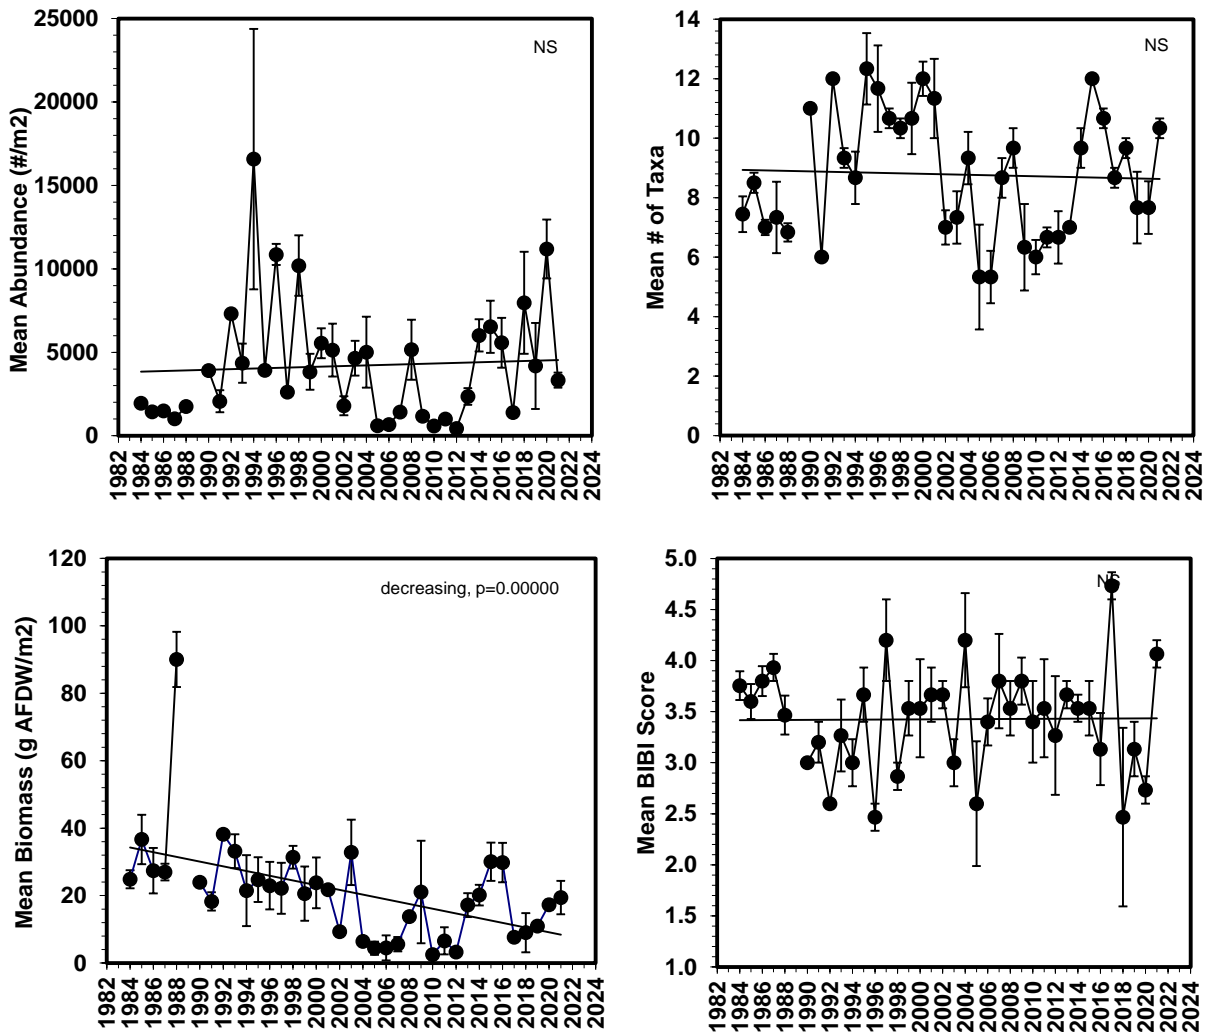 25000
20000
15000
10000
5000
0
Mean Abundance (#/m2)
NS
1982 1984 1986 1988 1990 1992 1994 1996 1998 2000 2002 2004 2006 2008 2010 2012 2014 2016 2018 2020 2022 2024
14
12
10
8
6
4
2
0
Mean # of Taxa
NS
1982 1984 1986 1988 1990 1992 1994 1996 1998 2000 2002 2004 2006 2008 2010 2012 2014 2016 2018 2020 2022 2024
120
100
80
60
40
20
0
Mean Biomass (g AFDW/m2)
decreasing, p=0.00000
1982 1984 1986 1988 1990 1992 1994 1996 1998 2000 2002 2004 2006 2008 2010 2012 2014 2016 2018 2020 2022 2024
5.0
4.5
4.0
3.5
3.0
2.5
2.0
1.5
1.0
Mean BIBI Score
NS
1982 1984 1986 1988 1990 1992 1994 1996 1998 2000 2002 2004 2006 2008 2010 2012 2014 2016 2018 2020 2022 2024